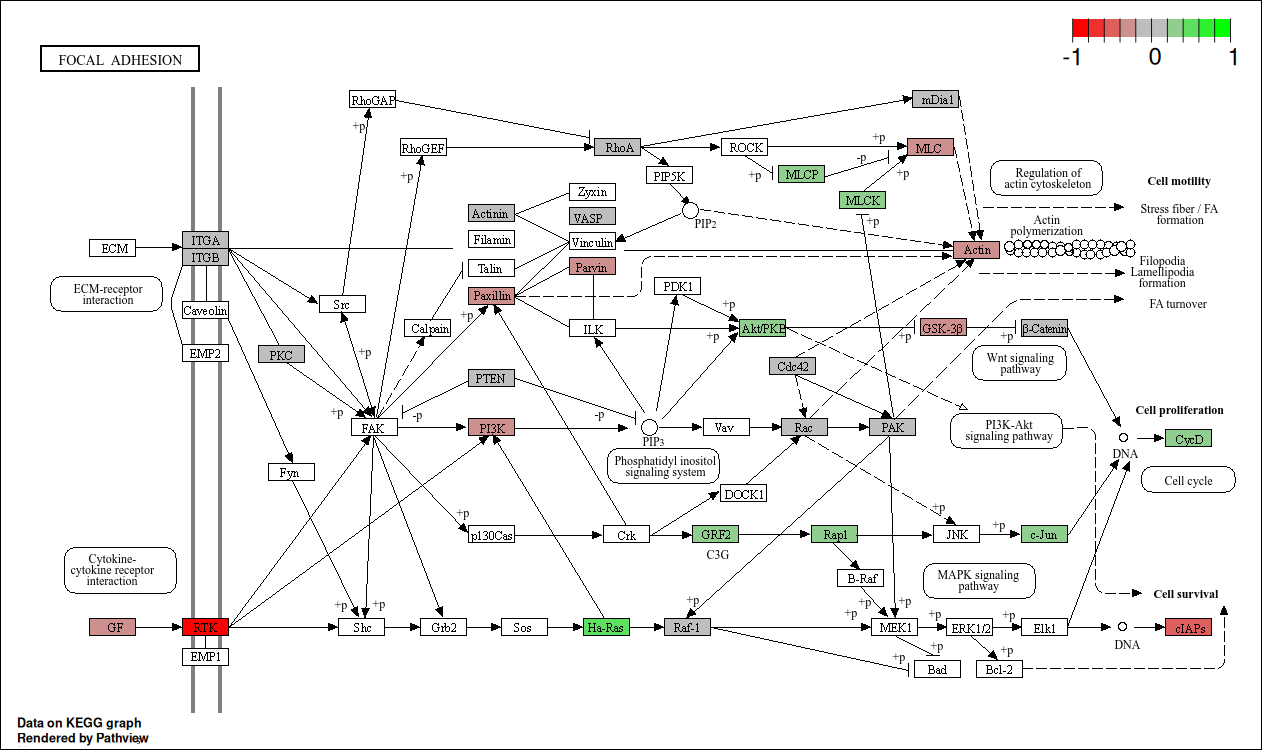 FOCAL ADHESION
-1
0
1
RhoGAP
mDia1
+p
RhoGEF
RhoA
ROCK
+p
MLC
-p
+p
PIP5K
+p
MLCP
+p
MLCK
+p
Regulation of
actin cytoskeleton
Cell motility
Zyxin
Actinin
VASP
PIP2
Stress fiber / FA
formation
Actin
polymerization
ECM
ITGA
ITGB
Filamin
Vinculin
Actin
Talin
Parvin
Filopodia
Lamellipodia
formation
ECM-receptor
interaction
Paxillin
PDK1
FA turnover
Caveolin
Src
+p
+p
Calpain
ILK
+p
Akt/PKB
GSK-3β
+p
β-Catenin
EMP2
PKC
+p
+p
Cdc42
Wnt signaling
pathway
PTEN
+p
-p
-p
Cell proliferation
FAK
PI3K
PIP3
Vav
Rac
PAK
PI3K-Akt
signaling pathway
CycD
DNA
Fyn
Phosphatidyl inositol
signaling system
Cell cycle
DOCK1
+p
+p
p130Cas
Crk
GRF2
Rap1
JNK
+p
c-Jun
C3G
Cytokine-
cytokine receptor
interaction
B-Raf
MAPK signaling
pathway
Cell survival
+p
+p
+p
+p
+p
+p
+p
+p
GF
RTK
Shc
Grb2
Sos
Ha-Ras
Raf-1
MEK1
ERK1/2
Elk1
cIAPs
DNA
EMP1
+p
+p
+p
Bad
Bcl-2
Data on KEGG graph
Rendered by Pathview